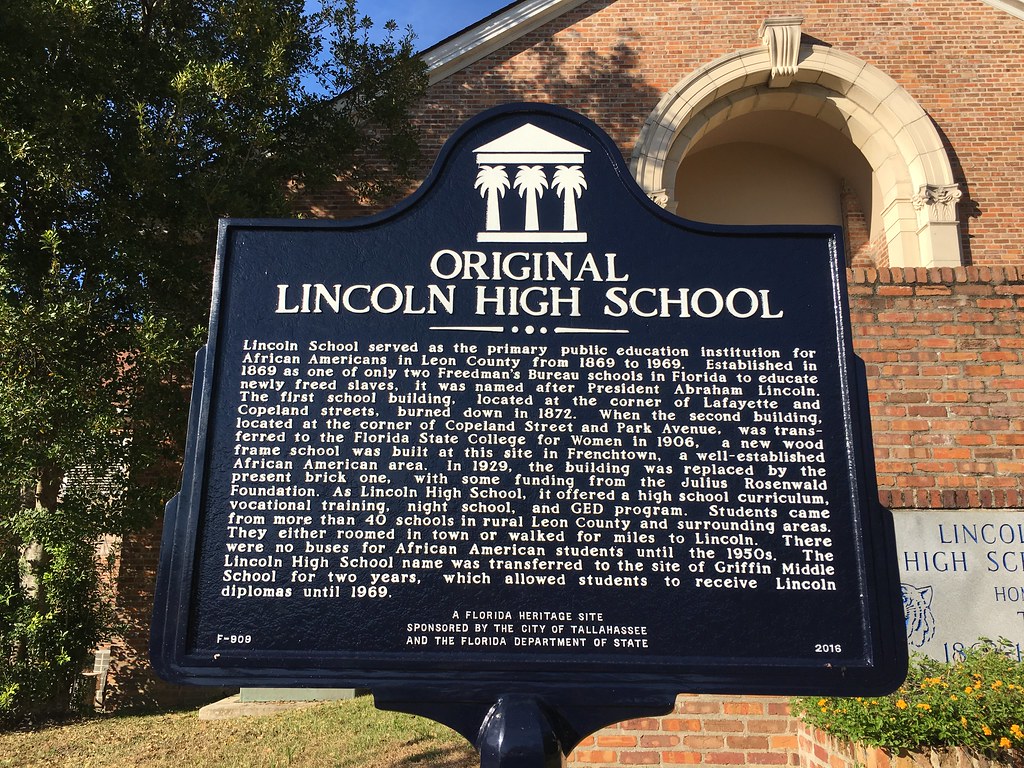 ORIGINAL
LINCOLN HIGH SCHOOL
Lincoln School served as the primary public education institution for
African Americans in Leon County from 1869 to 1969. Established in
1869 as one of only two Freedman's Bureau schools in Florida to educate
newly freed slaves, it was named after President Abraham Lincoln.
The first school building, located at the corner of Lafayette and
Copeland streets, burned down in 1872. When the second building,
located at the corner of Copeland Street and Park Avenue, was trans-
ferred to the Florida State College for Women in 1906, a new wood
frame school was built at this site in Frenchtown, a well-established
African American area. In 1929, the building was replaced by the
present brick one, with some funding from the Julius Rosenwald
Foundation. As Lincoln High School, it offered a high school curriculum,
vocational training, night school, and GED program. Students came
from more than 40 schools in rural Leon County and surrounding areas.
They either roomed in town or walked for miles to Lincoln. There
were no buses for African American students until the 1950s. The
Lincoln High School name was transferred to the site of Griffin Middle
School for two years, which allowed students to receive Lincoln
diplomas until 1969.
A FLORIDA HERITAGE SITE
SPONSORED BY THE CITY OF TALLAHASSEE
AND THE FLORIDA DEPARTMENT OF STATE
F-909
2016
HIGH